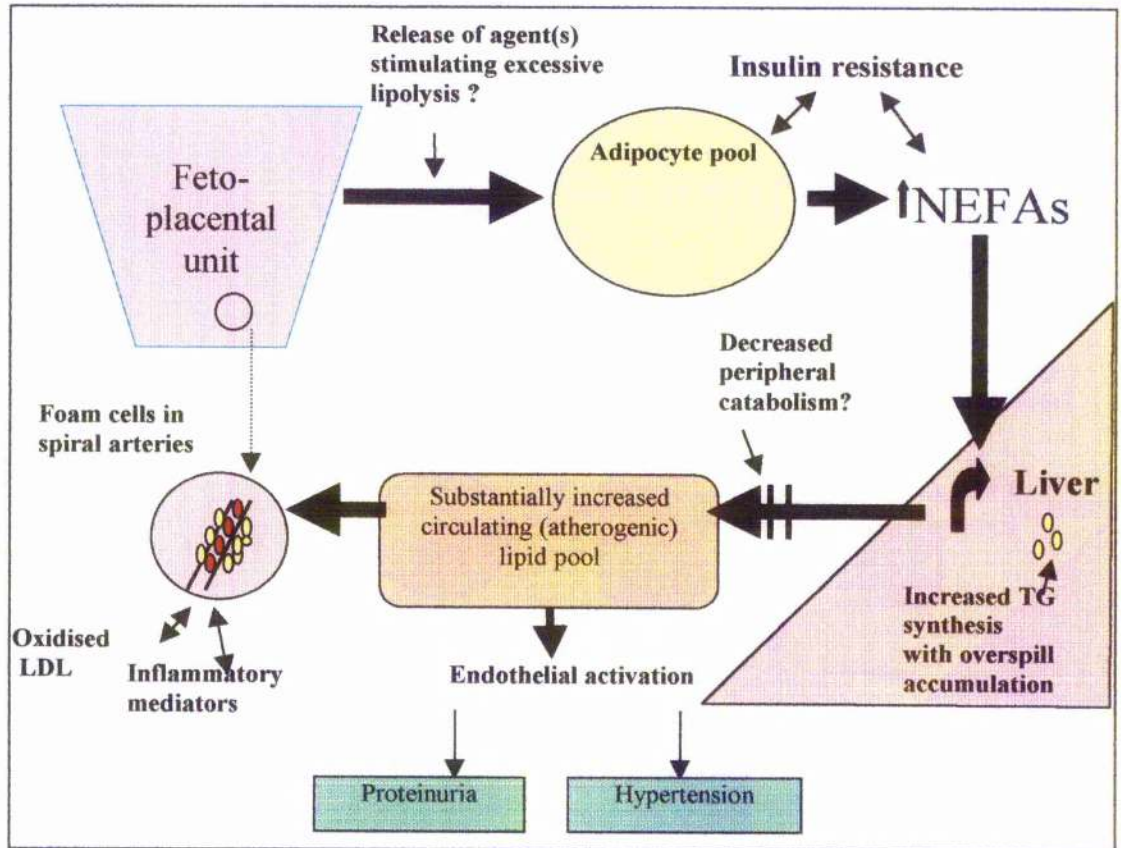 Release of agent(s)
stimulating excessive
lipolysis ?
Insulin resistance
Feto-
placental
unit
Adipocyte pool
NEFAs
Decreased
peripheral
catabolism?
Foam cells in
spiral arteries
Substantially increased
circulating (atherogenic)
lipid pool
Liver
Increased TG
synthesis
with overspill
accumulation
Oxidised
LDL
Inflammatory
mediators
Endothelial activation
Proteinuria
Hypertension